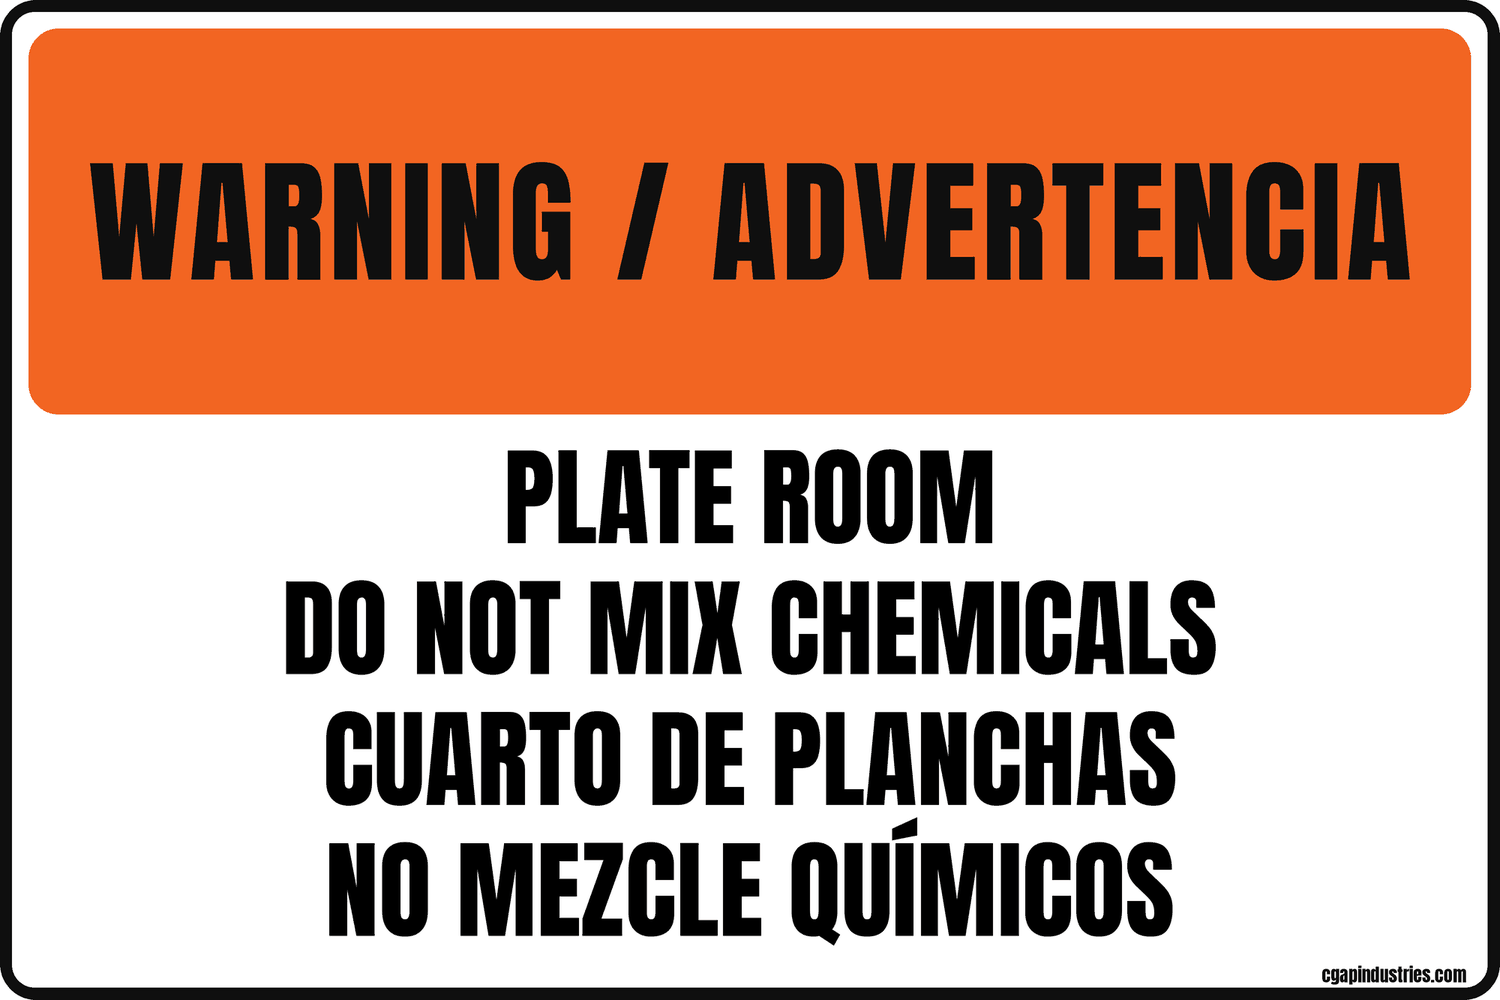 WARNING / ADVERTENCIA
PLATE ROOM
DO NOT MIX CHEMICALS
CUARTO DE PLANCHAS
NO MEZCLE QUÍMICOS
cgapindustries.com